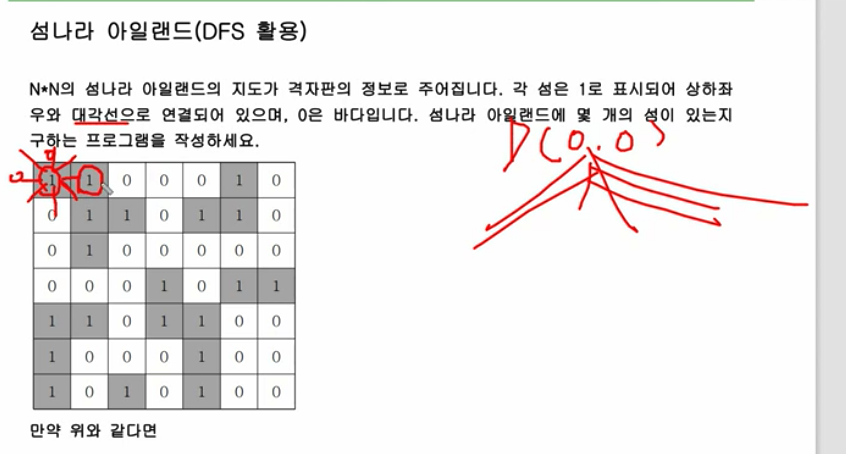 섬나라 아일랜드(DFS 활용)
N*N의 섬나라 아일랜드의 지도가 격자판의 정보로 주어집니다. 각 섬은 1로 표시되어 상하좌
우와 대각선으로 연결되어 있으며, 0은 바다입니다. 섬나라 아일랜드에 몇 개의 섬이 있는지
구하는 프로그램을 작성하세요.
D(0.0)
1 1 0 0 0 1 0
0 1 1 0 1 1 0
0 1 0 0 0 0 0
0 0 0 1 0 1 1
1 1 0 1 1 0 0
1 0 0 0 1 0 0
1 0 1 0 1 0 0
만약 위와 같다면